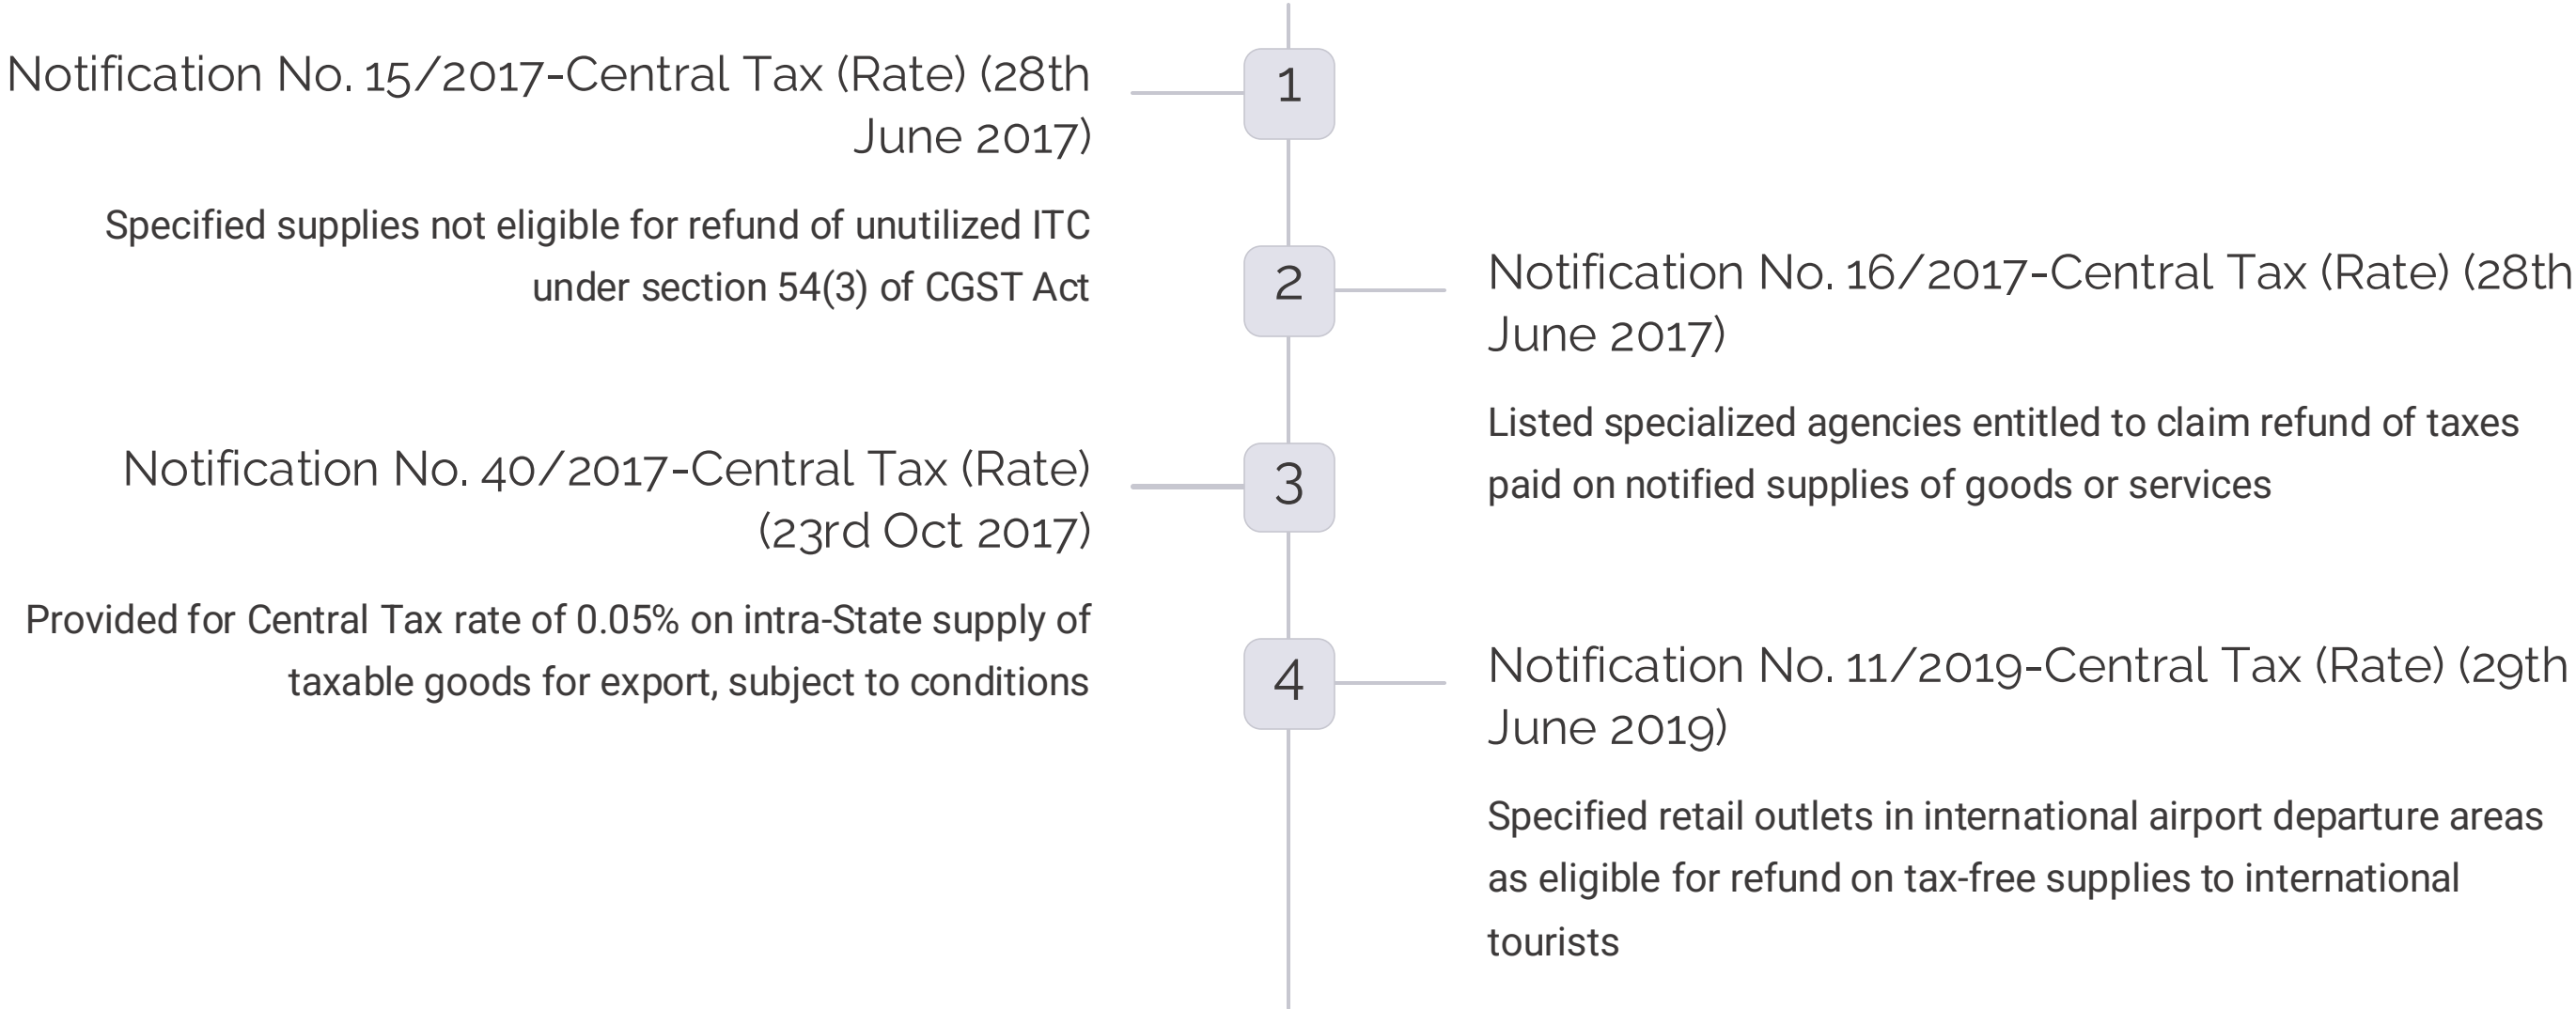 1
Notification No. 15/2017-Central Tax (Rate) (28th
June 2017)
Specified supplies not eligible for refund of unutilized ITC
under section 54(3) of CGST Act
2
Notification No. 16/2017-Central Tax (Rate) (28th
June 2017)
Listed specialized agencies entitled to claim refund of taxes
paid on notified supplies of goods or services
3
Notification No. 40/2017-Central Tax (Rate)
(23rd Oct 2017)
Provided for Central Tax rate of 0.05% on intra-State supply of
taxable goods for export, subject to conditions
4
Notification No. 11/2019-Central Tax (Rate) (29th
June 2019)
Specified retail outlets in international airport departure areas
as eligible for refund on tax-free supplies to international
tourists